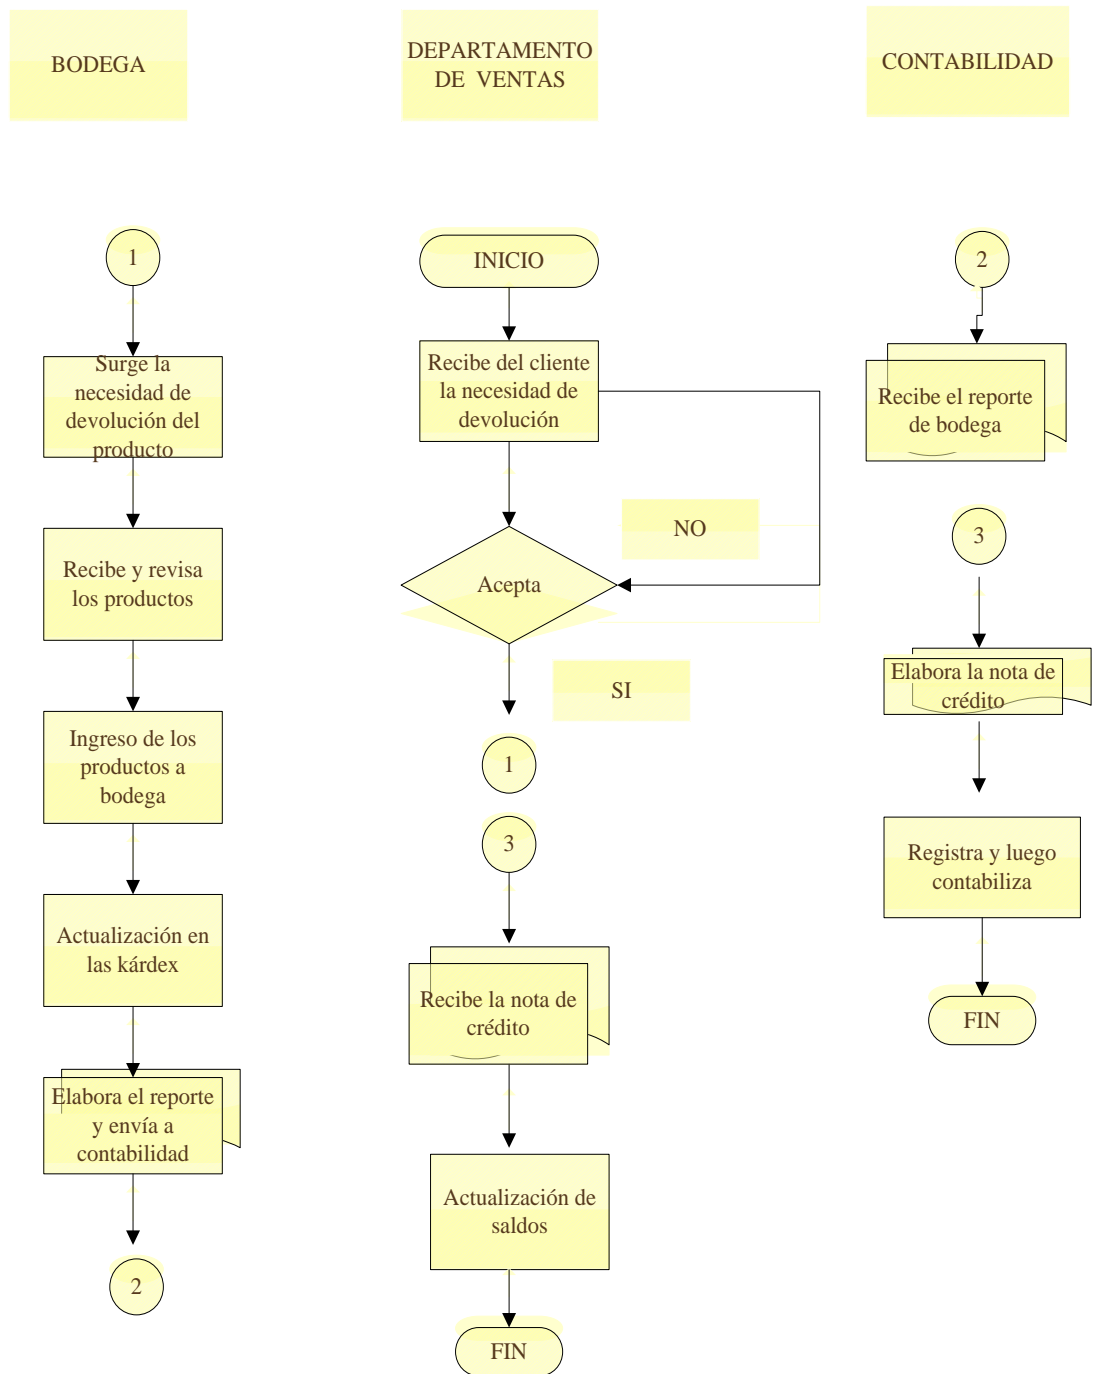 BODEGA
DEPARTAMENTO
DE VENTAS
CONTABILIDAD
1
Surge la
necesidad de
devolución del
producto
Recibe y revisa
los productos
Ingreso de los
productos a
bodega
Actualización en
las kárdex
Elabora el reporte
y envía a
contabilidad
2
INICIO
Recibe del cliente
la necesidad de
devolución
NO
Acepta
SI
1
3
Recibe la nota de
crédito
Actualización de
saldos
FIN
2
Recibe el reporte
de bodega
3
Elabora la nota de
crédito
Registra y luego
contabiliza
FIN